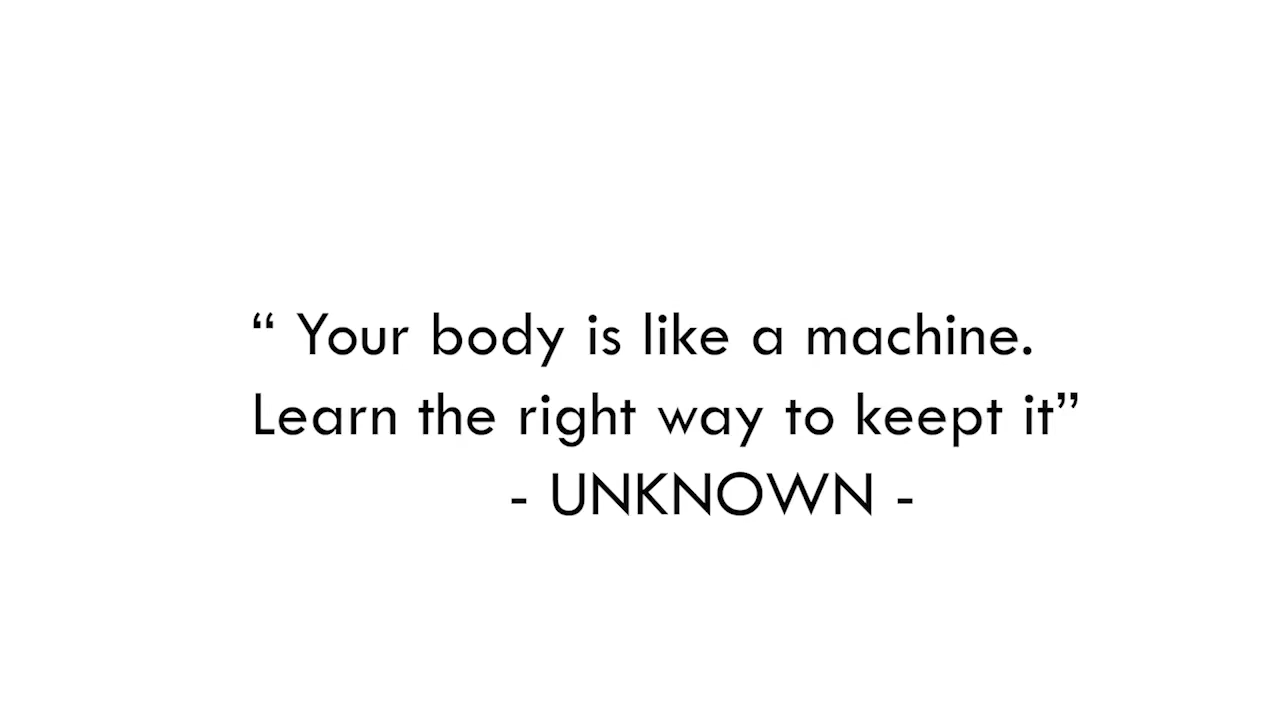 “ Your body is like a machine.
Learn the right way to keept it”
- UNKNOWN -